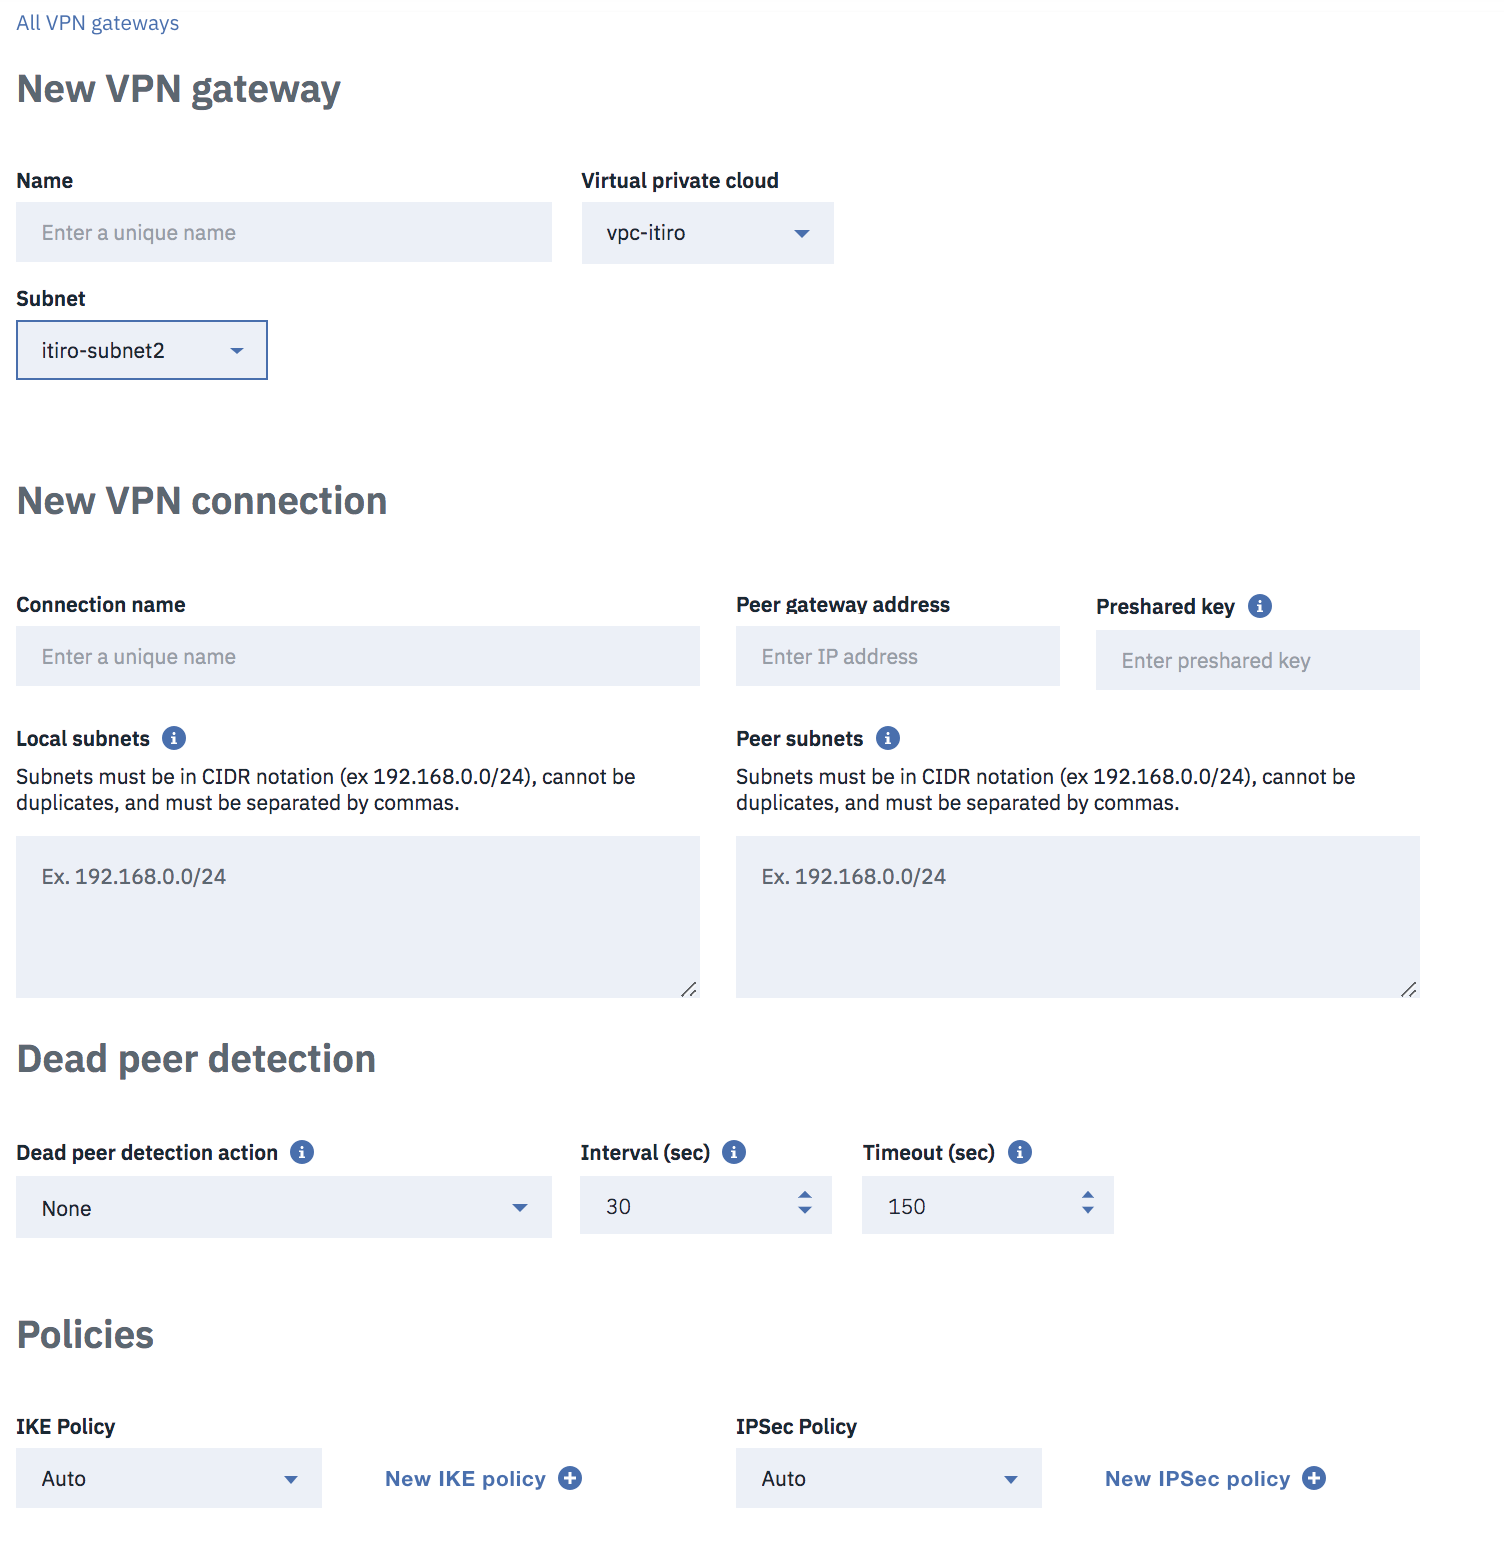 All VPN gateways
New VPN gateway
Name
Virtual private cloud
Enter a unique name
vpc-itiro
Subnet
itiro-subnet2
New VPN connection
Connection name
Peer gateway address
Preshared key
Enter a unique name
Enter IP address
Enter preshared key
Local subnets
Subnets must be in CIDR notation (ex 192.168.0.0/24), cannot be
duplicates, and must be separated by commas.
Ex. 192.168.0.0/24
Peer subnets
Subnets must be in CIDR notation (ex 192.168.0.0/24), cannot be
duplicates, and must be separated by commas.
Ex. 192.168.0.0/24
Dead peer detection
Dead peer detection action
Interval (sec)
Timeout (sec)
None
30
150
Policies
IKE Policy
Auto
New IKE policy
IPSec Policy
Auto
New IPSec policy